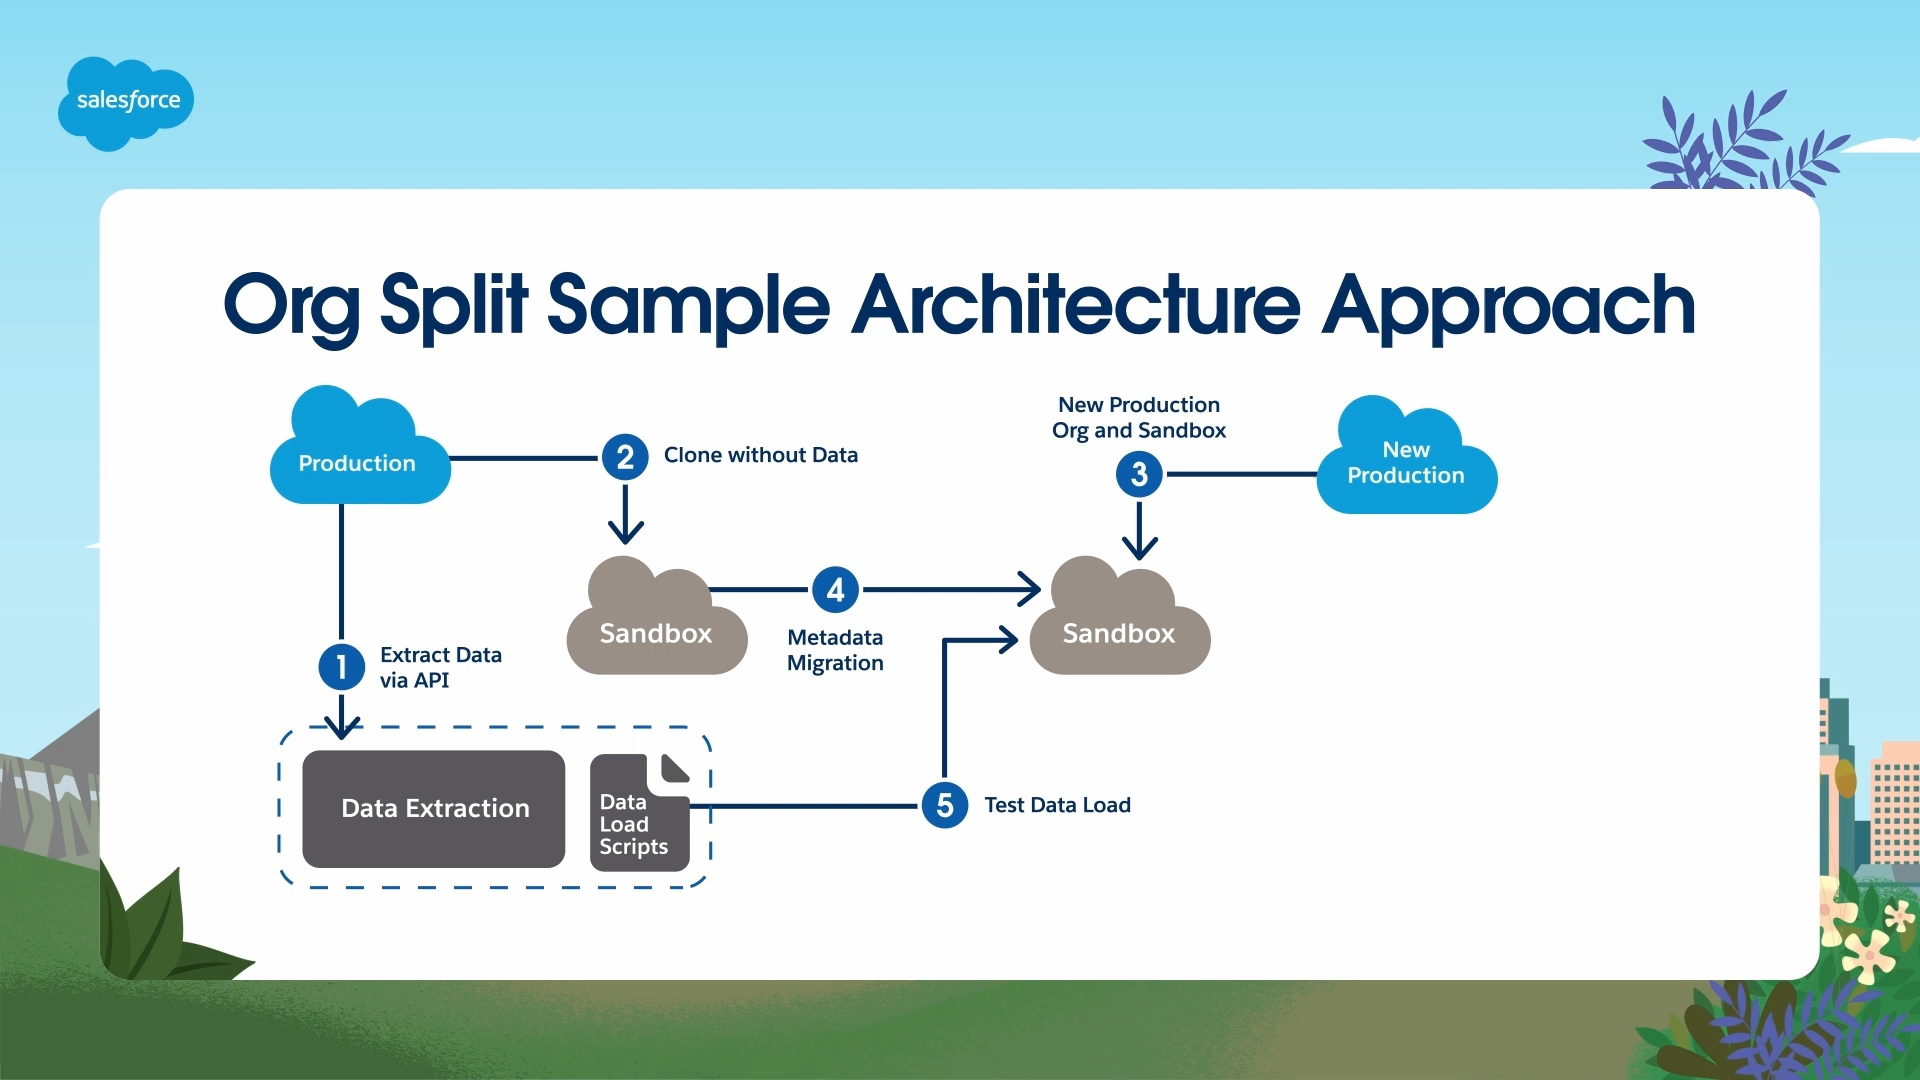 salesforce
Org Split Sample Architecture Approach
Production
2
Clone without Data
New Production
Org and Sandbox
3
New
Production
Sandbox
4
Metadata
Migration
Sandbox
1
Extract Data
via API
Data Extraction
Data
Load
Scripts
5
Test Data Load